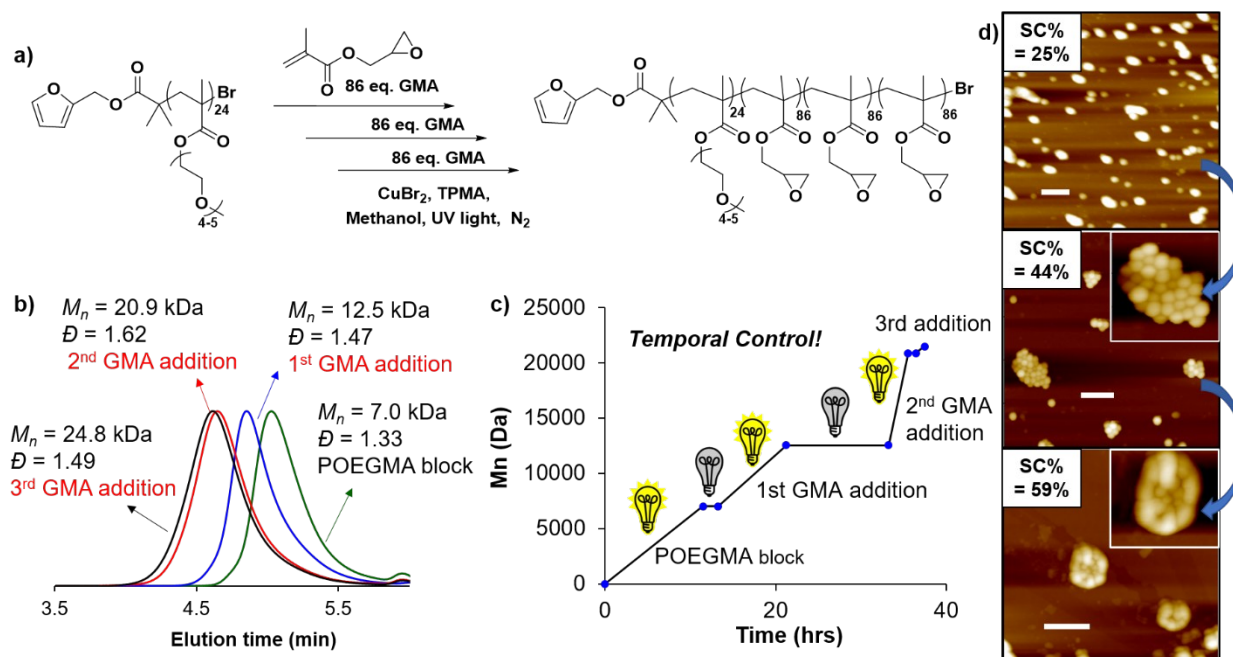 a)
O
O
O
Br
24
O
O
O
4-5
O
O
O
86 eq. GMA
86 eq. GMA
86 eq. GMA
CuBr2, TPMA,
Methanol, UV light, N2
O
O
O
Br
24
86
86
86
O
O
O
O
O
O
O
O
O
O
O
O
4-5
b)
Mn = 20.9 kDa
Đ = 1.62
2nd GMA addition
Mn = 12.5 kDa
Đ = 1.47
1st GMA addition
Mn = 7.0 kDa
Đ = 1.33
POEGMA block
Mn = 24.8 kDa
Đ = 1.49
3rd GMA addition
3.5
4.5
5.5
Elution time (min)
c)
25000
20000
15000
10000
5000
0
Mn (Da)
Temporal Control!
3rd addition
2nd GMA
addition
1st GMA addition
POEGMA block
0
20
40
Time (hrs)
d)
SC%
= 25%
SC%
= 44%
SC%
= 59%